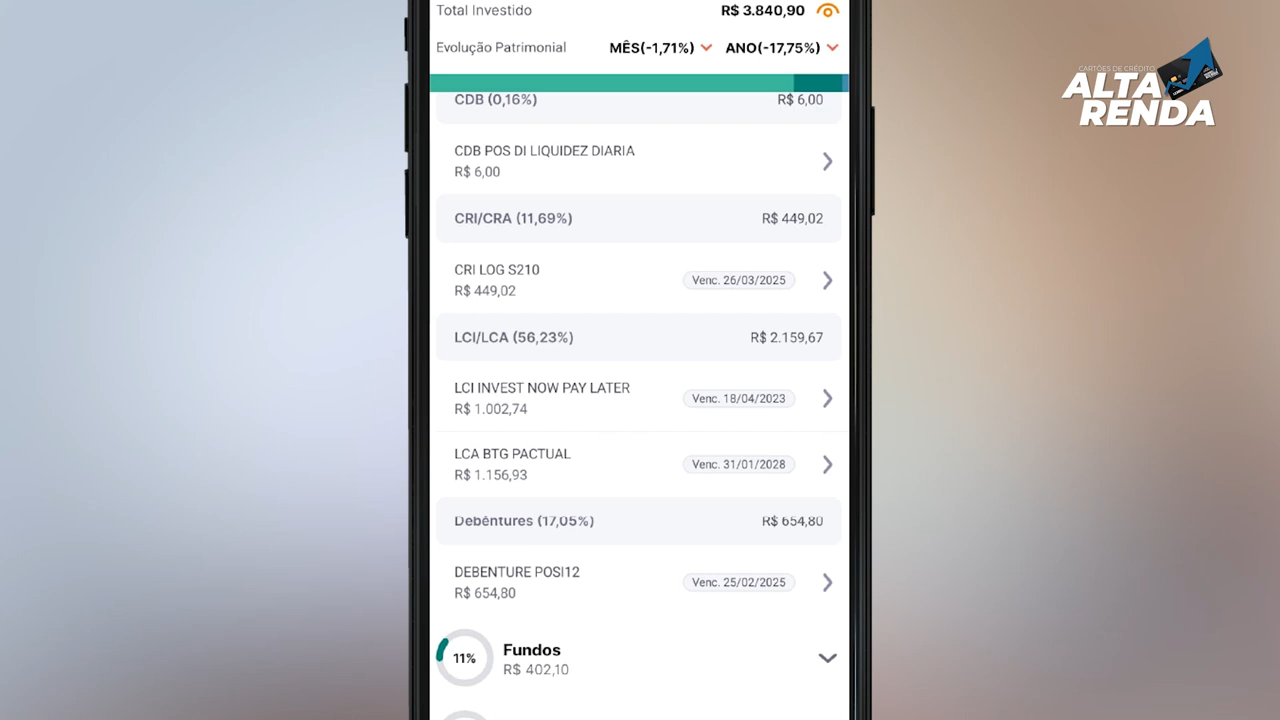 Total Investido R$ 3.840,90
Evolução Patrimonial MÊS(-1,71%) ANO(-17,75%)
CDB (0,16%) R$ 6,00
CDB POS DI LIQUIDEZ DIARIA
R$ 6,00
CRI/CRA (11,69%) R$ 449,02
CRI LOG S210
R$ 449,02
Venc. 26/03/2025
LCI/LCA (56,23%) R$ 2.159,67
LCI INVEST NOW PAY LATER
R$ 1.002,74
Venc. 18/04/2023
LCA BTG PACTUAL
R$ 1.156,93
Venc. 31/01/2028
Debêntures (17,05%) R$ 654,80
DEBENTURE POSI12
R$ 654,80
Venc. 25/02/2025
11%
Fundos
R$ 402,10
CARTÕES DE CRÉDITO
ALTA
RENDA